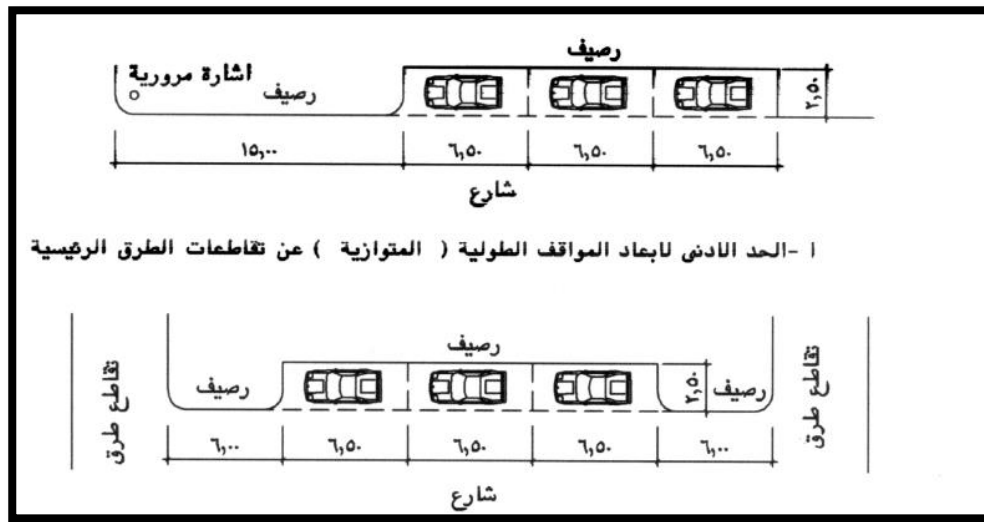 رصيف
اشارة مرورية
رصيف
٢,٥٠
١٥,٠٠ ٦,٥٠ ٦,٥٠ ٦,٥٠
شارع
١ -الحد الادنى لابعاد المواقف الطولية ( المتوازية ) عن تقاطعات الطرق الرئيسية
تقاطع طرق
رصيف
رصيف
٢,٥٠
رصيف
تقاطع طرق
٦,٠٠ ٦,٥٠ ٦,٥٠ ٦,٥٠ ٦,٠٠
شارع